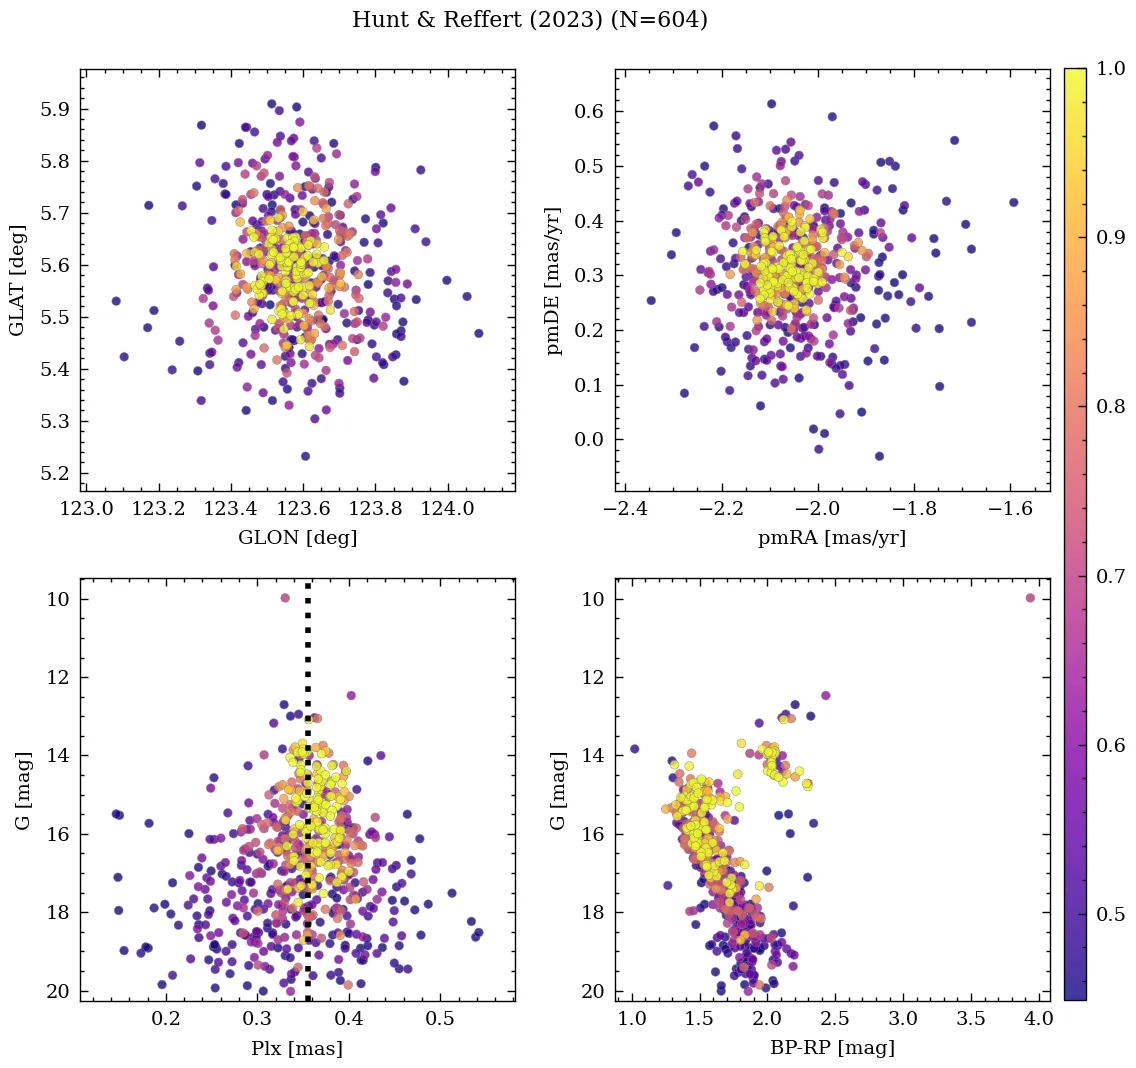 Hunt & Reffert (2023) (N=604)
5.9
5.8
5.7
5.6
5.5
5.4
5.3
5.2
GLAT [deg]
123.0 123.2 123.4 123.6 123.8 124.0
GLON [deg]
0.6
0.5
0.4
0.3
0.2
0.1
0.0
pmDE [mas/yr]
−2.4 −2.2 −2.0 −1.8 −1.6
pmRA [mas/yr]
10
12
14
16
18
20
G [mag]
0.2 0.3 0.4 0.5
Plx [mas]
10
12
14
16
18
20
G [mag]
1.0 1.5 2.0 2.5 3.0 3.5 4.0
BP-RP [mag]
1.0
0.9
0.8
0.7
0.6
0.5